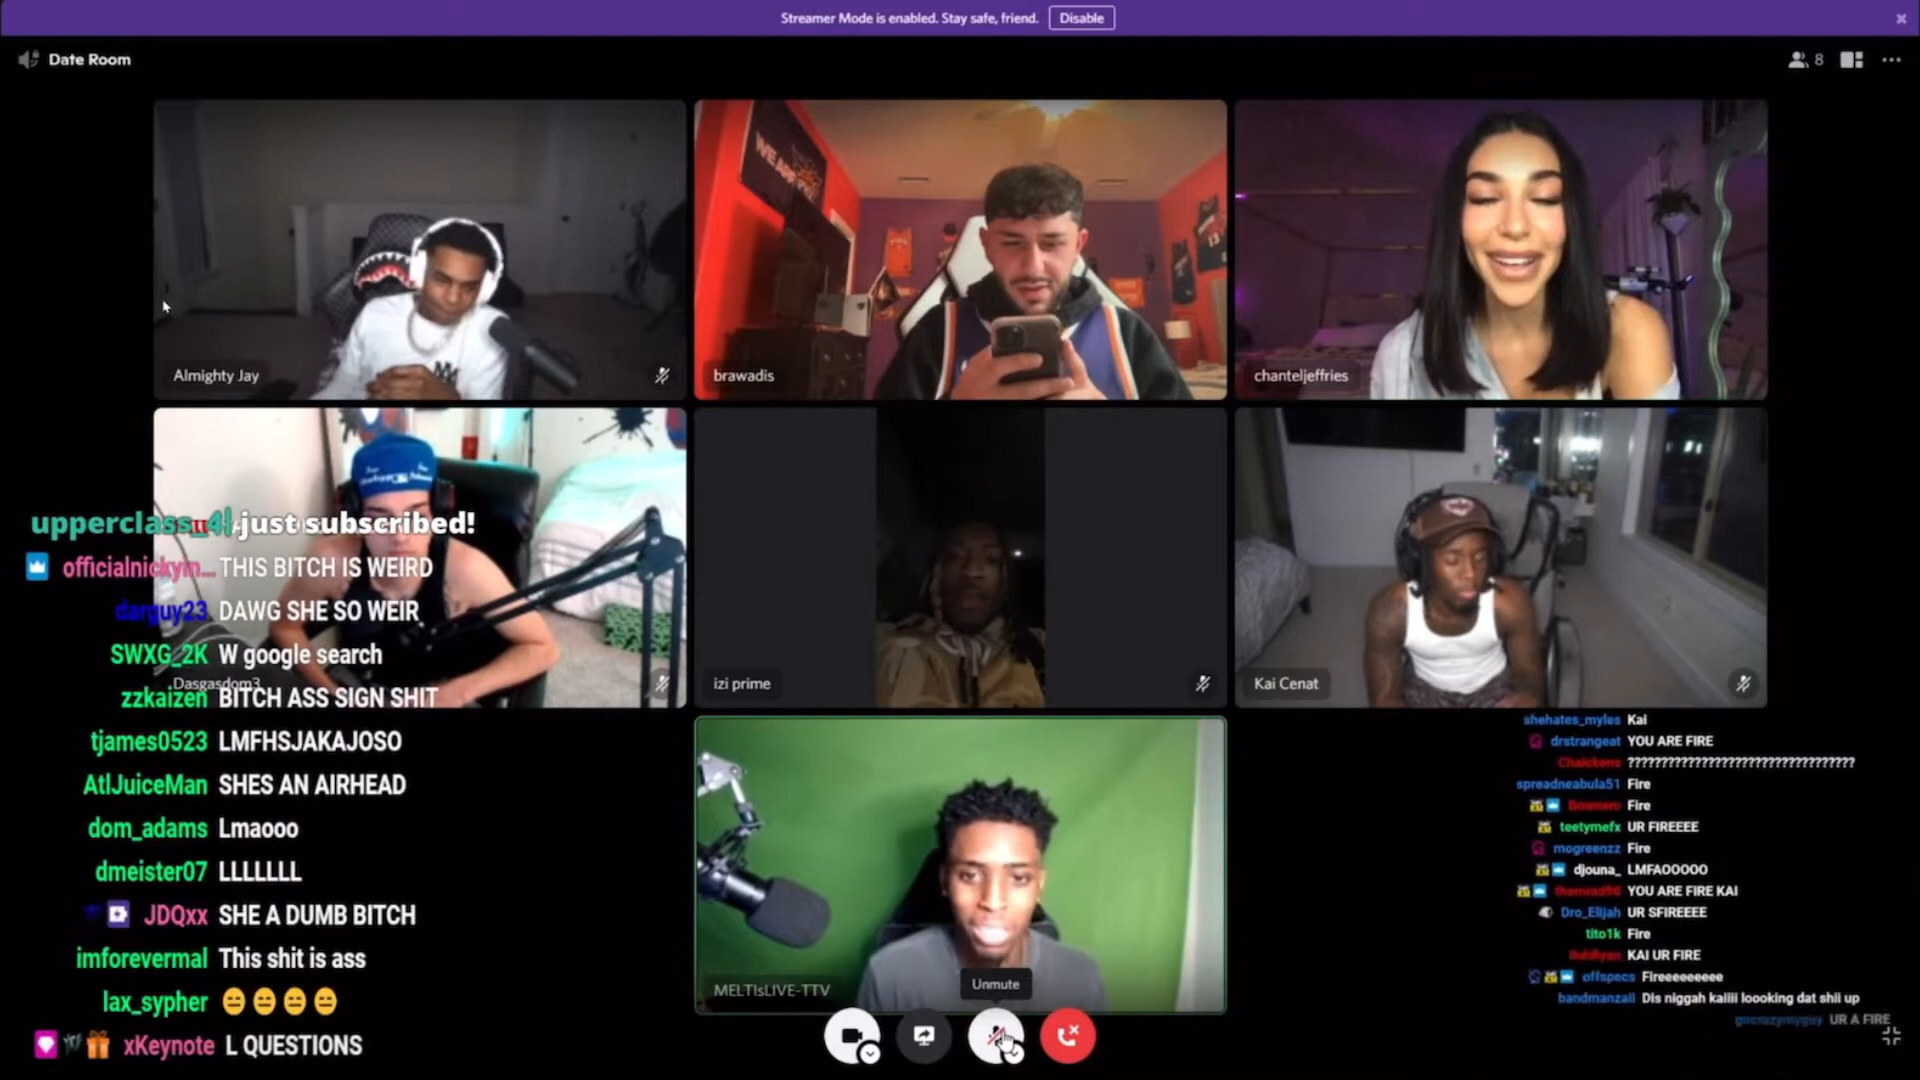 Streamer Mode is enabled. Stay safe, friend. Disable
Date Room
8
Almighty Jay
brawadis
chanteljeffries
upperclass_4l just subscribed!
officialnickym... THIS BITCH IS WEIRD
darguy23 DAWG SHE SO WEIR
SWXG_2K W google search
Dasgasdom3
zzkaizen BITCH ASS SIGN SHIT
izi prime
Kai Cenat
tjames0523 LMFHSJAKAJOSO
AtlJuiceMan SHES AN AIRHEAD
dom_adams Lmaooo
dmeister07 LLLLLLL
JDQxx SHE A DUMB BITCH
imforevermal This shit is ass
lax_sypher
xKeynote L QUESTIONS
MELTIsLIVE-TTV
Unmute
shehates_myles Kai
drstrangeat YOU ARE FIRE
Chaickens ??????????????????????????????????
spreadneabula51 Fire
Fire
teetymefx UR FIREEEE
mogreenzz Fire
djouna_ LMFAOOOOO
YOU ARE FIRE KAI
Dro_Elijah UR SFIREEEE
tito1k Fire
KAI UR FIRE
offspecs Fireeeeeeeee
bandmanzaii Dis niggah kaiiii loooking dat shii up
gocrazymyguy UR A FIRE